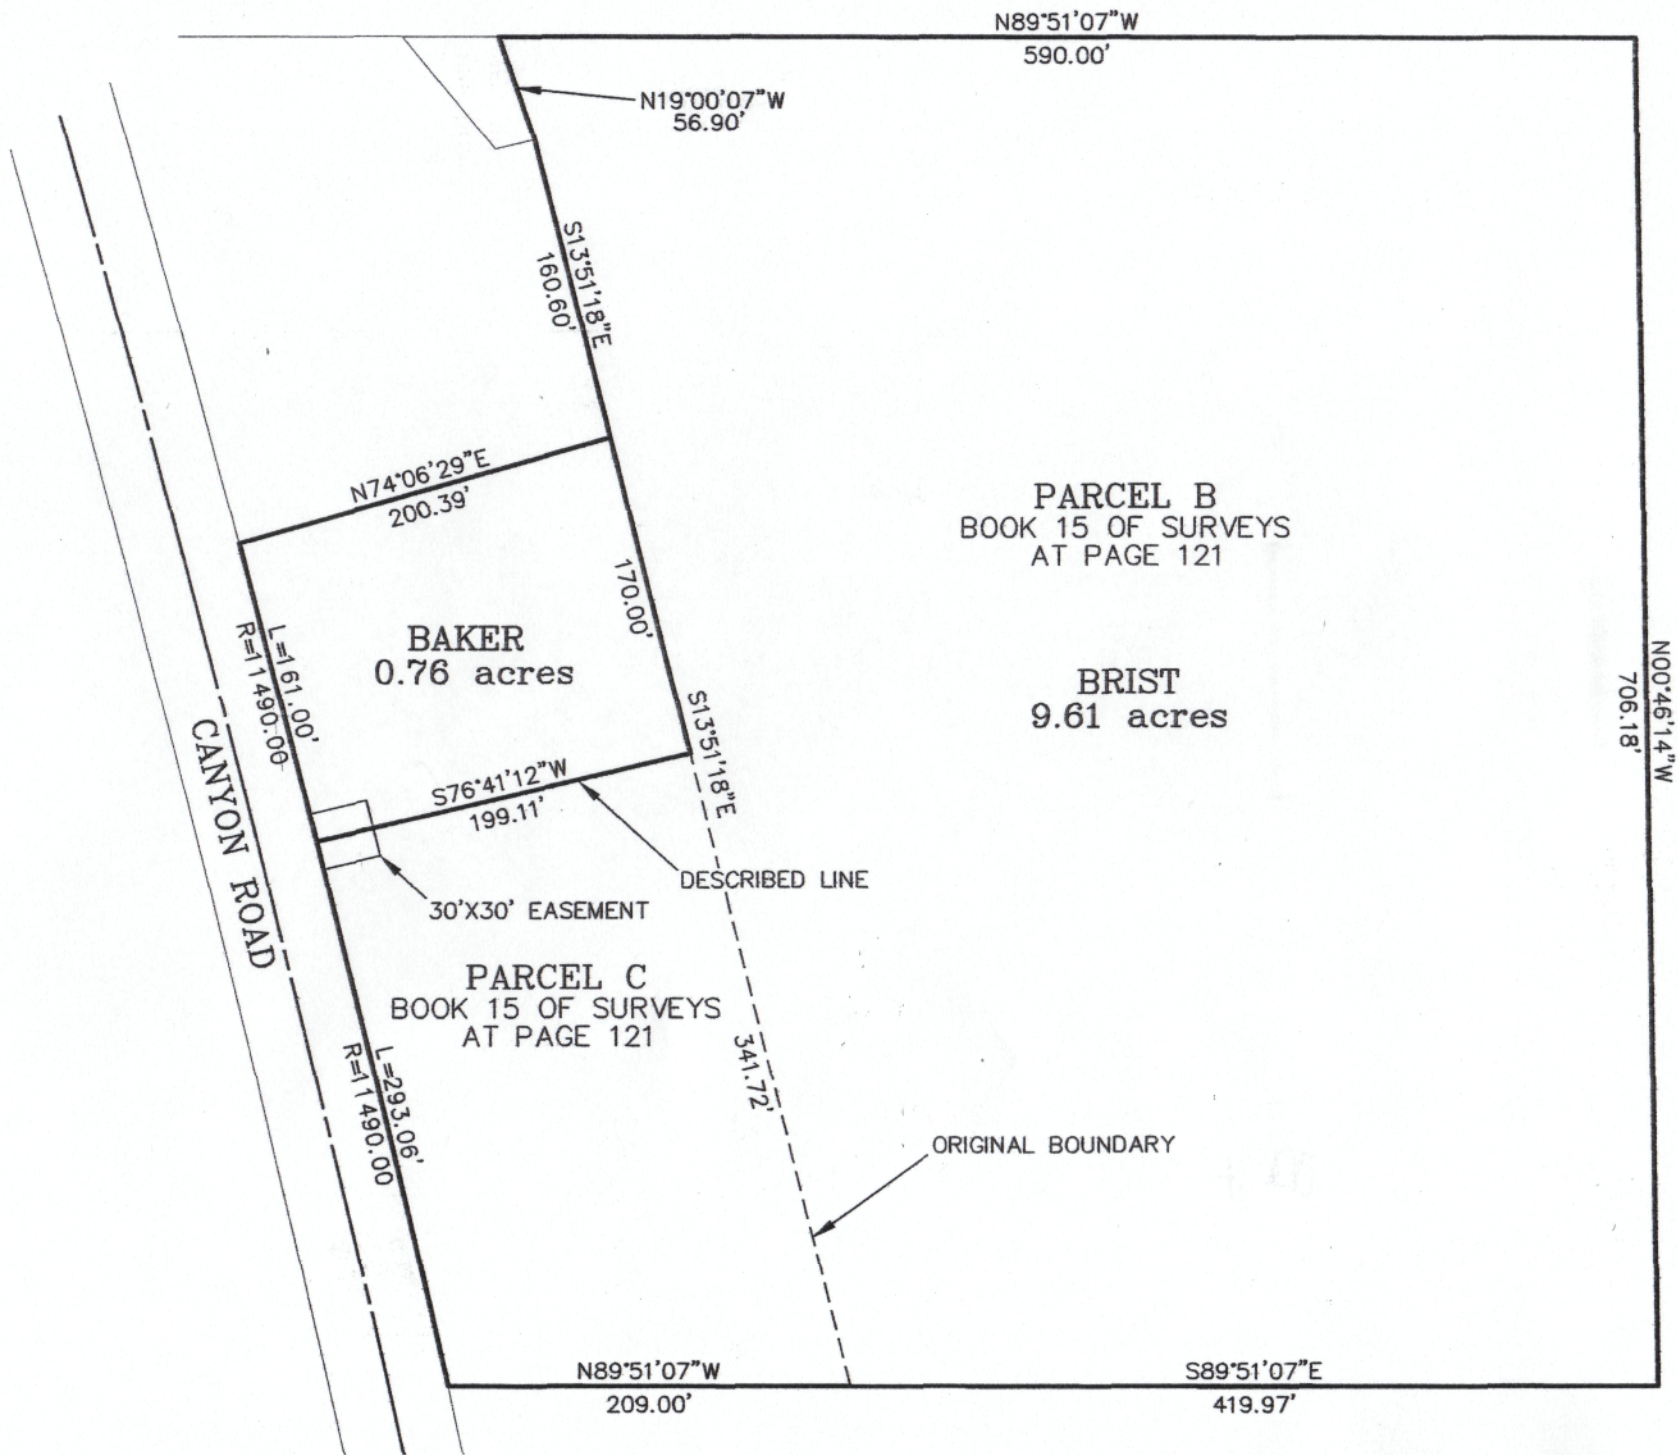 N89°51'07"W
590.00'
N19°00'07"W
56.90'
S13°51'18"E
160.60'
N74°06'29"E
200.39'
PARCEL B
BOOK 15 OF SURVEYS
AT PAGE 121
170.00'
BAKER
0.76 acres
L=161.00'
R=11490.00
BRIST
9.61 acres
N00°46'14"W
706.18'
S13°51'18"E
S76°41'12"W
199.11'
CANYON ROAD
DESCRIBED LINE
30'X30' EASEMENT
PARCEL C
BOOK 15 OF SURVEYS
AT PAGE 121
341.72'
L=293.06'
R=11490.00
ORIGINAL BOUNDARY
N89°51'07"W
209.00'
S89°51'07"E
419.97'